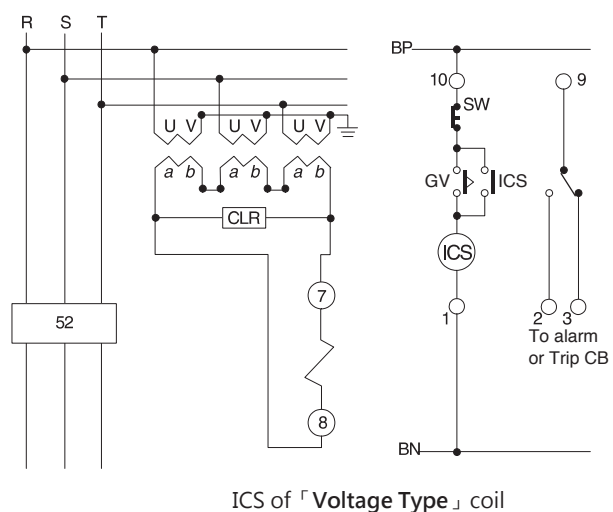 R S T
BP
10
9
SW
U V U V U V
a b a b a b
GV
ICS
CLR
ICS
7
1
2
3
52
To alarm
or Trip CB
8
BN
ICS of「Voltage Type」coil